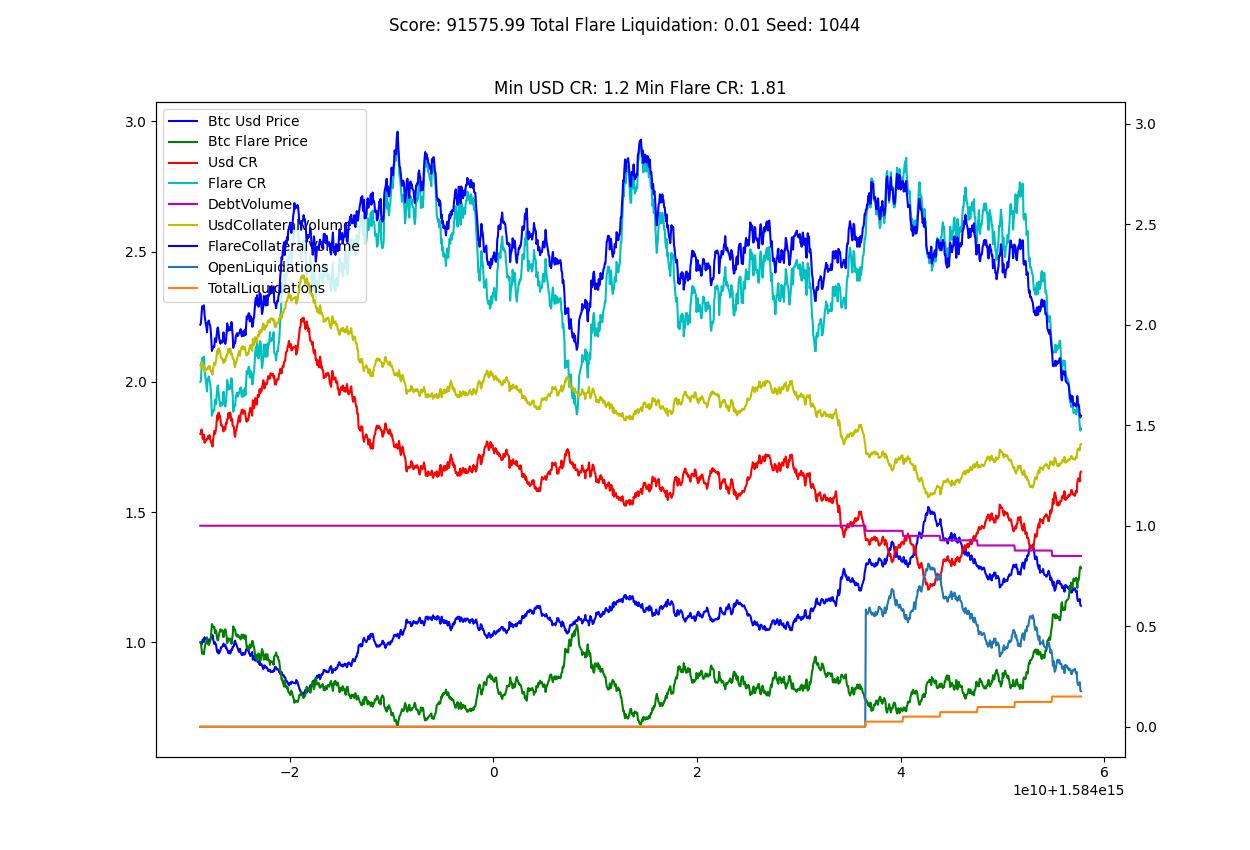 Score: 91575.99 Total Flare Liquidation: 0.01 Seed: 1044
Min USD CR: 1.2 Min Flare CR: 1.81
Btc Usd Price
Btc Flare Price
Usd CR
Flare CR
DebtVolume
UsdCollateralVolume
FlareCollateralVolume
OpenLiquidations
TotalLiquidations
3.0
2.5
2.0
1.5
1.0
3.0
2.5
2.0
1.5
1.0
0.5
0.0
−2 0 2 4 6
1e10+1.584e15